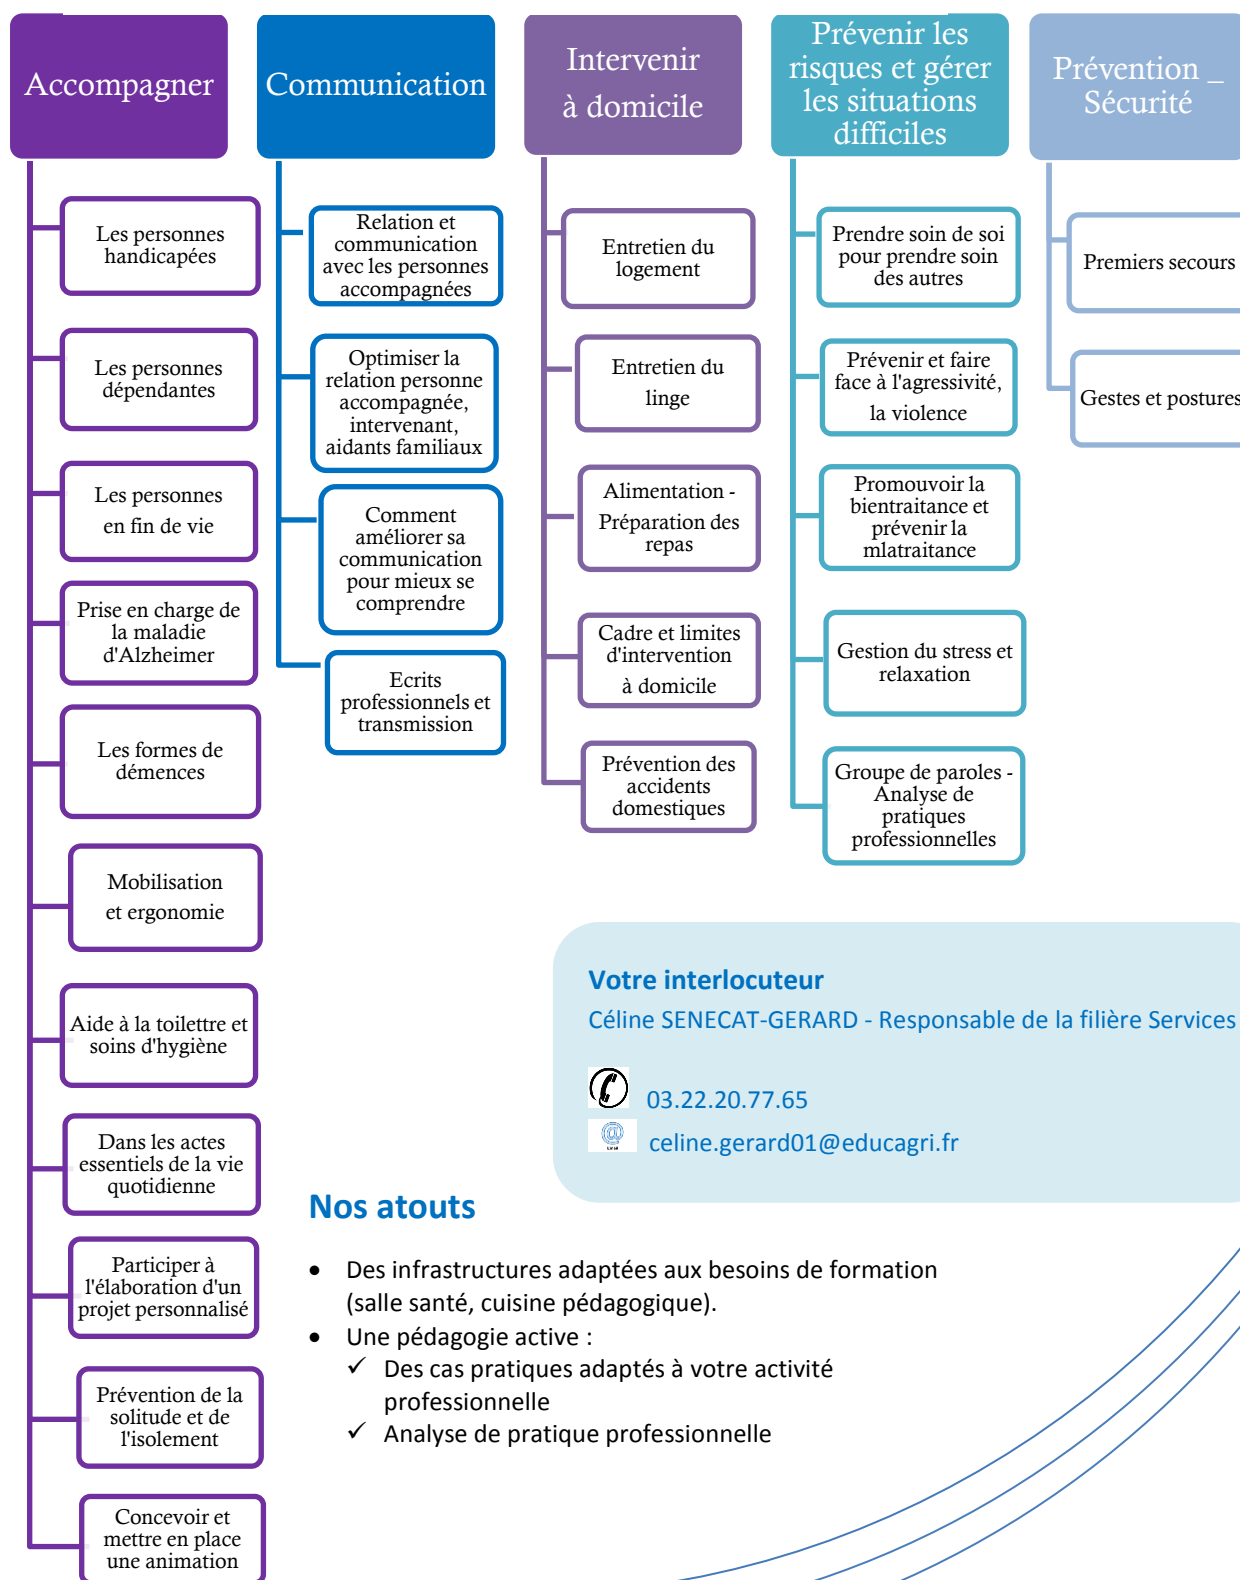 Accompagner
Les personnes
handicapées
Les personnes
dépendantes
Les personnes
en fin de vie
Prise en charge de
la maladie
d'Alzheimer
Les formes de
démences
Mobilisation
et ergonomie
Aide à la toilettre et
soins d'hygiène
Dans les actes
essentiels de la vie
quotidienne
Participer à
l'élaboration d'un
projet personnalisé
Prévention de la
solitude et de
l'isolement
Concevoir et
mettre en place
une animation
Communication
Relation et
communication
avec les personnes
accompagnées
Optimiser la
relation personne
accompagnée,
intervenant,
aidants familiaux
Comment
améliorer sa
communication
pour mieux se
comprendre
Ecrits
professionnels et
transmission
Intervenir
à domicile
Entretien du
logement
Entretien du
linge
Alimentation -
Préparation des
repas
Cadre et limites
d'intervention
à domicile
Prévention des
accidents
domestiques
Prévenir les
risques et gérer
les situations
difficiles
Prendre soin de soi
pour prendre soin
des autres
Prévenir et faire
face à l'agressivité,
la violence
Promouvoir la
bientraitance et
prévenir la
mlatraitance
Gestion du stress et
relaxation
Groupe de paroles -
Analyse de
pratiques
professionnelles
Prévention _
Sécurité
Premiers secours
Gestes et postures
Votre interlocuteur
Céline SENECAT-GERARD - Responsable de la filière Services
03.22.20.77.65
celine.gerard01@educagri.fr
Nos atouts
• Des infrastructures adaptées aux besoins de formation
(salle santé, cuisine pédagogique).
• Une pédagogie active :
✓ Des cas pratiques adaptés à votre activité
professionnelle
✓ Analyse de pratique professionnelle